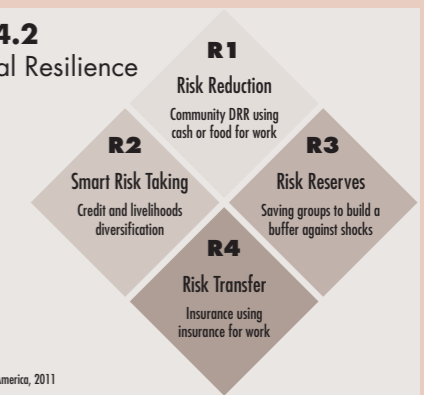 4.2
al Resilience
R1
Risk Reduction
Community DRR using
cash or food for work
R2
Smart Risk Taking
Credit and livelihoods
diversification
R3
Risk Reserves
Saving groups to build a
buffer against shocks
R4
Risk Transfer
Insurance using
insurance for work
America, 2011